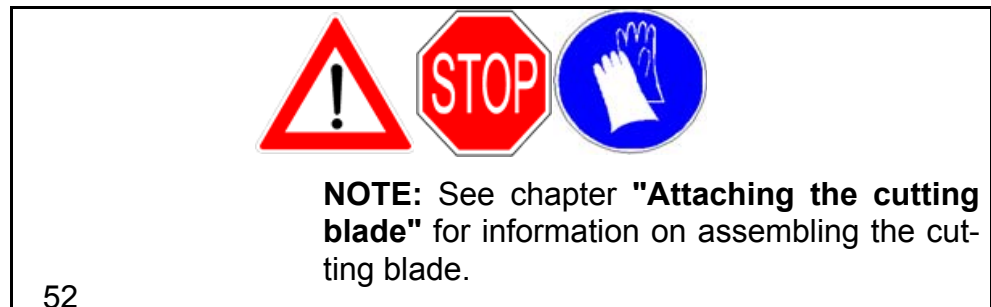 STOP
NOTE: See chapter "Attaching the cutting
blade" for information on assembling the cut-
ting blade.
52